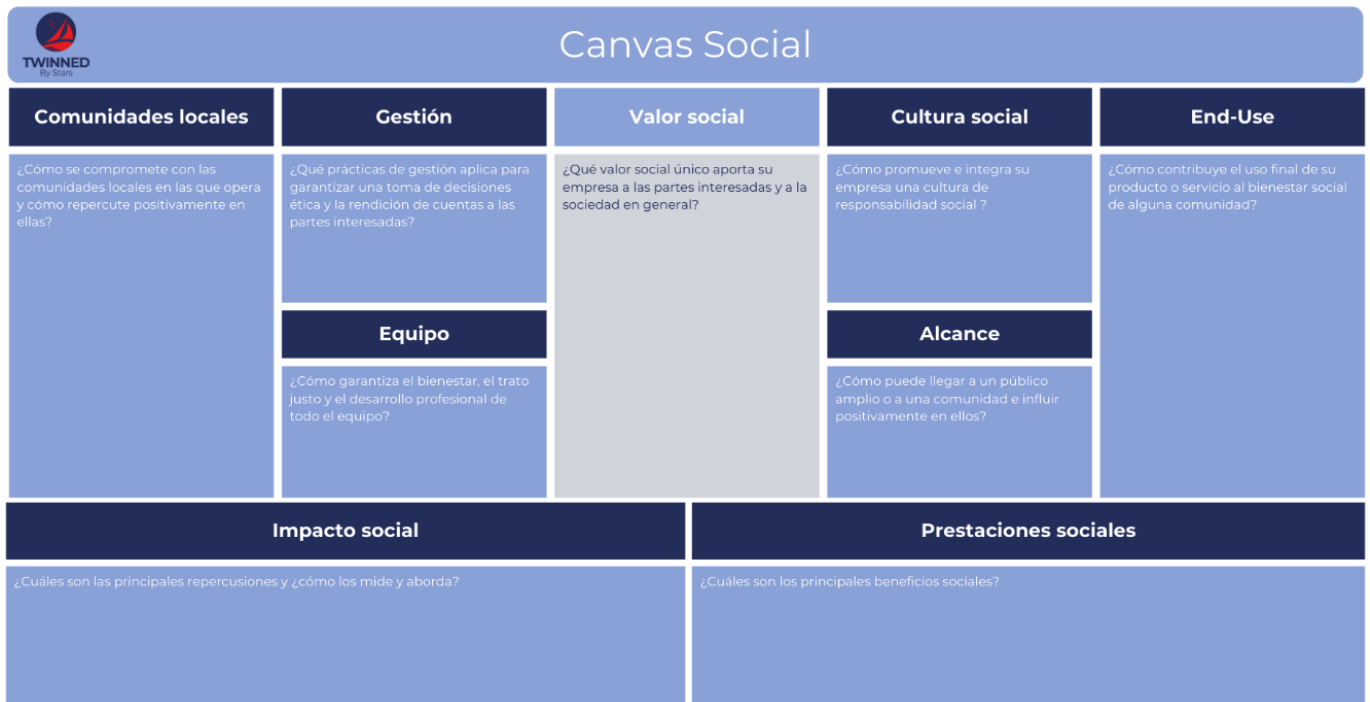 TWINNED
By Stars
Canvas Social
Comunidades locales
¿Cómo se compromete con las
comunidades locales en las que opera
y cómo repercute positivamente en
ellas?
Gestión
¿Qué prácticas de gestión aplica para
garantizar una toma de decisiones
ética y la rendición de cuentas a las
partes interesadas?
Equipo
¿Cómo garantiza el bienestar, el trato
justo y el desarrollo profesional de
todo el equipo?
Valor social
¿Qué valor social único aporta su
empresa a las partes interesadas y a la
sociedad en general?
Cultura social
¿Cómo promueve e integra su
empresa una cultura de
responsabilidad social ?
Alcance
¿Cómo puede llegar a un público
amplio o a una comunidad e influir
positivamente en ellos?
End-Use
¿Cómo contribuye el uso final de su
producto o servicio al bienestar social
de alguna comunidad?
Impacto social
¿Cuáles son las principales repercusiones y ¿cómo los mide y aborda?
Prestaciones sociales
¿Cuáles son los principales beneficios sociales?